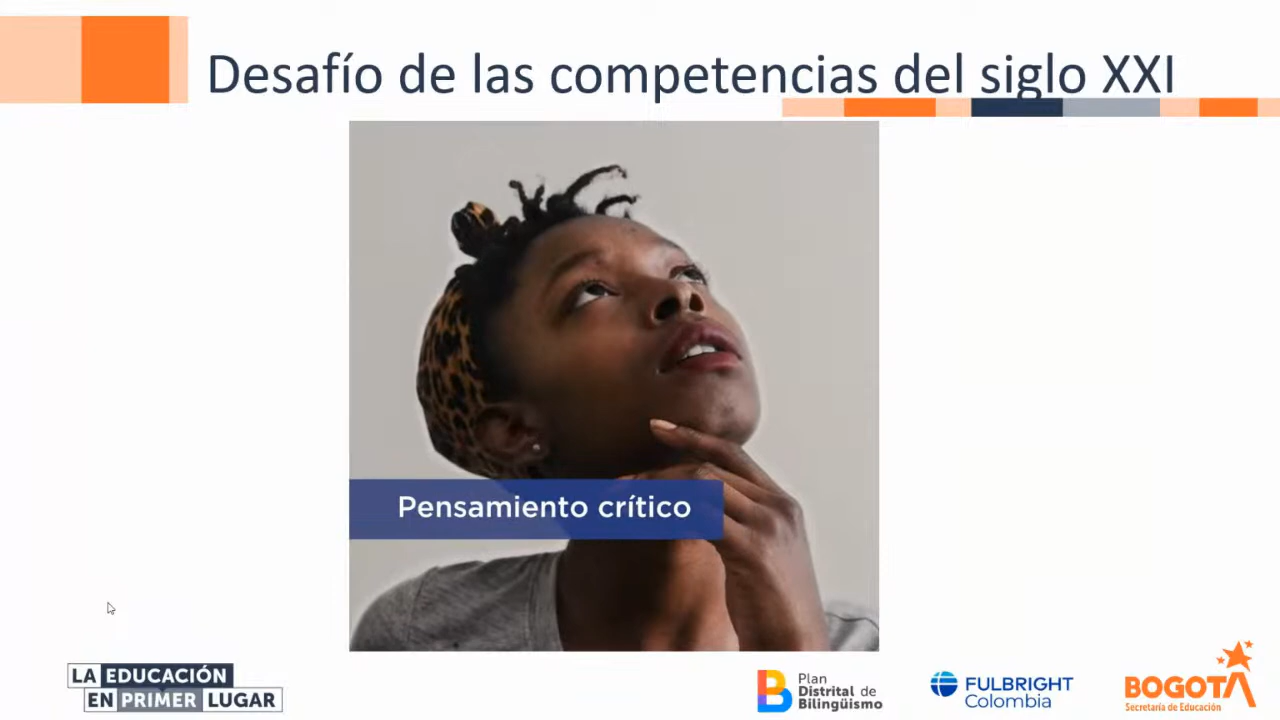 Desafío de las competencias del siglo XXI
Pensamiento crítico
LA EDUCACIÓN
EN PRIMER LUGAR
Plan
Distrital de
Bilingüismo
FULBRIGHT
Colombia
BOGOTÁ
Secretaría de Educación